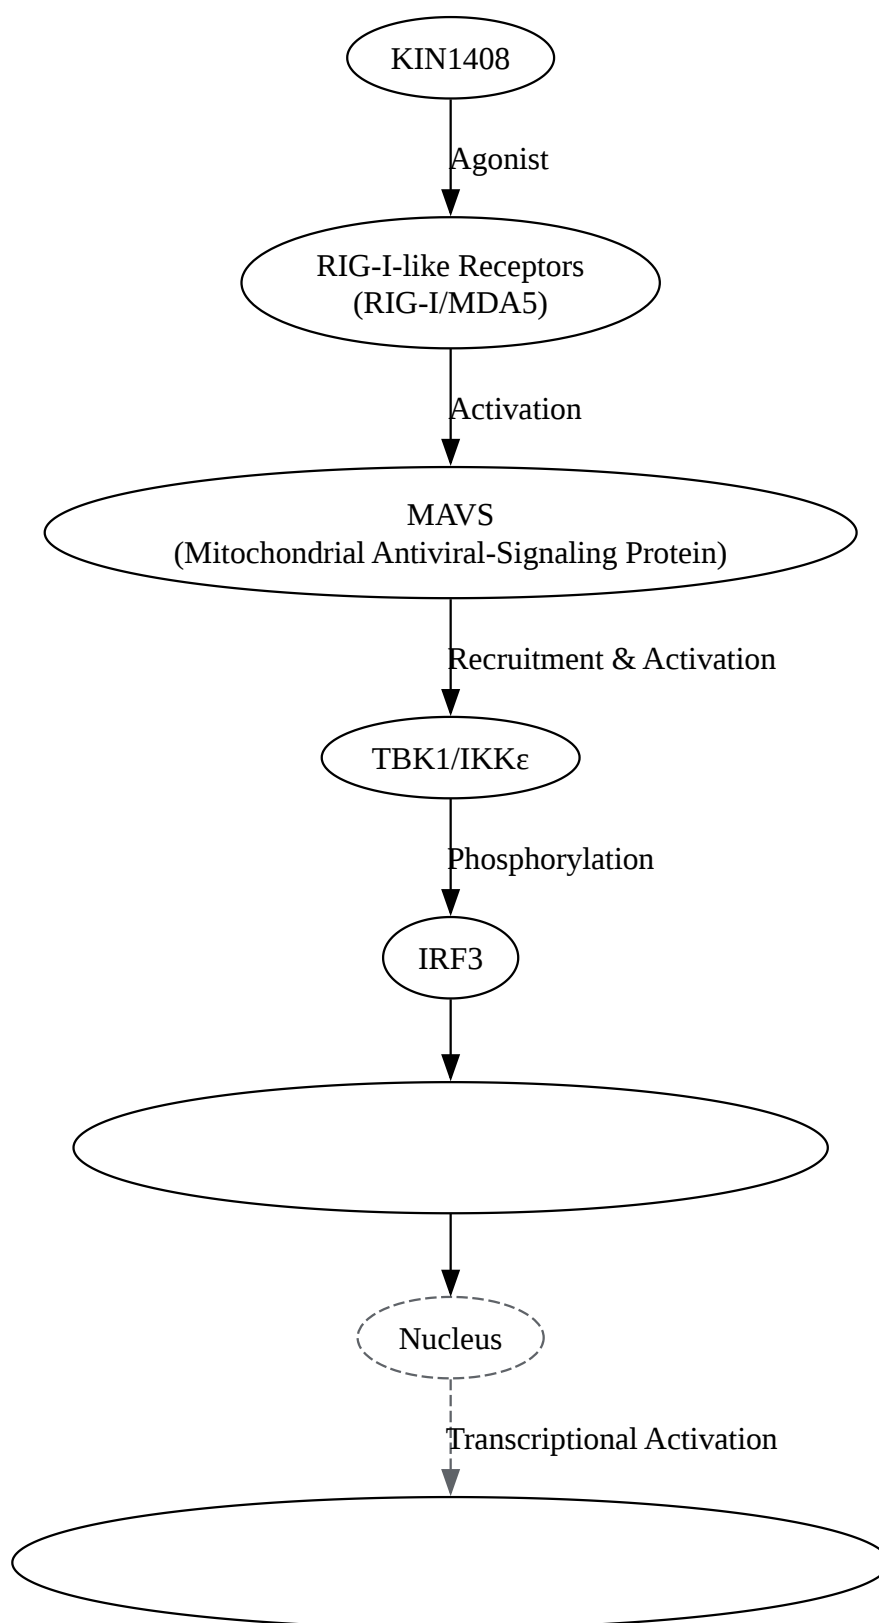 KIN1408
Agonist
RIG-I-like Receptors
(RIG-I/MDA5)
Activation
MAVS
(Mitochondrial Antiviral-Signaling Protein)
Recruitment & Activation
TBK1/IKKε
Phosphorylation
IRF3
Nucleus
Transcriptional Activation